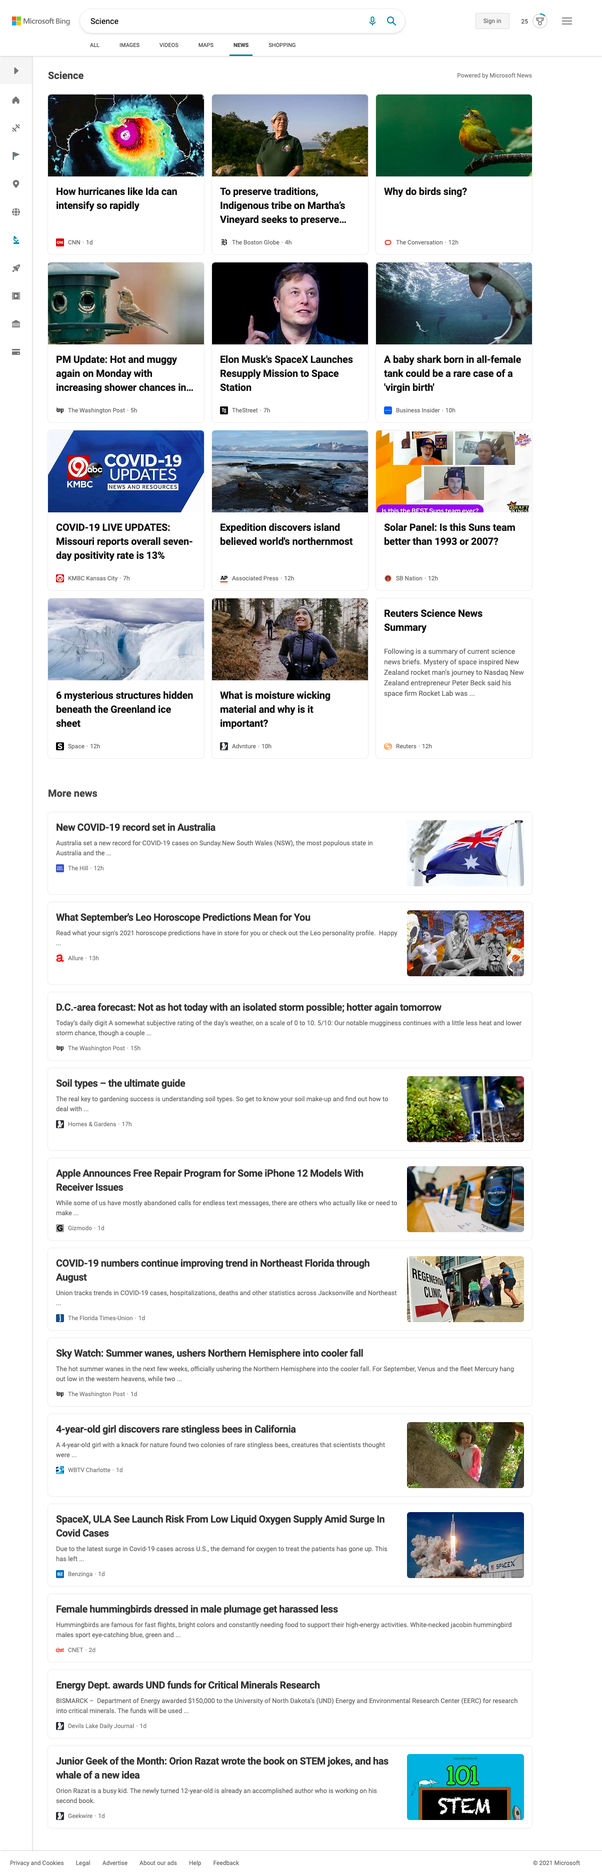 Microsoft Bing
Science
Sign in
25
ALL
IMAGES
VIDEOS
MAPS
NEWS
SHOPPING
Science
Powered by Microsoft News
How hurricanes like Ida can
intensify so rapidly
CNN · 1d
To preserve traditions,
Indigenous tribe on Martha's
Vineyard seeks to preserve...
The Boston Globe · 4h
Why do birds sing?
The Conversation · 12h
PM Update: Hot and muggy
again on Monday with
increasing shower chances in...
The Washington Post · 5h
Elon Musk's SpaceX Launches
Resupply Mission to Space
Station
TheStreet · 7h
A baby shark born in all-female
tank could be a rare case of a
'virgin birth'
Business Insider · 10h
9 abc
KMBC
COVID-19
UPDATES
NEWS AND RESOURCES
COVID-19 LIVE UPDATES:
Missouri reports overall seven-
day positivity rate is 13%
KMBC Kansas City · 7h
Expedition discovers island
believed world's northernmost
AP
Associated Press · 12h
Is this the BEST Suns team ever?
Solar Panel: Is this Suns team
better than 1993 or 2007?
SB Nation · 12h
6 mysterious structures hidden
beneath the Greenland ice
sheet
Space · 12h
What is moisture wicking
material and why is it
important?
Advnture · 10h
Reuters Science News
Summary
Following is a summary of current science
news briefs. Mystery of space inspired New
Zealand rocket man's journey to Nasdaq New
Zealand entrepreneur Peter Beck said his
space firm Rocket Lab was ...
Reuters · 12h
More news
New COVID-19 record set in Australia
Australia set a new record for COVID-19 cases on Sunday.New South Wales (NSW), the most populous state in
Australia and the ...
The Hill · 12h
What September's Leo Horoscope Predictions Mean for You
Read what your sign's 2021 horoscope predictions have in store for you or check out the Leo personality profile. Happy
...
Allure · 13h
D.C.-area forecast: Not as hot today with an isolated storm possible; hotter again tomorrow
Today's daily digit A somewhat subjective rating of the day's weather, on a scale of 0 to 10. 5/10: Our notable mugginess continues with a little less heat and lower
storm chance, though a couple ...
The Washington Post · 15h
Soil types – the ultimate guide
The real key to gardening success is understanding soil types. So get to know your soil make-up and find out how to
deal with ...
Homes & Gardens · 17h
Apple Announces Free Repair Program for Some iPhone 12 Models With
Receiver Issues
While some of us have mostly abandoned calls for endless text messages, there are others who actually like or need to
make ...
Gizmodo · 1d
COVID-19 numbers continue improving trend in Northeast Florida through
August
Union tracks trends in COVID cases, hospitalizations, deaths and other statistics across Jacksonville and Northeast
...
The Florida Times-Union · 1d
REGENERON
CLINIC
Sky Watch: Summer wanes, ushers Northern Hemisphere into cooler fall
The hot summer wanes in the next few weeks, officially ushering the Northern Hemisphere into the cooler fall. For September, Venus and the fleet Mercury hang
out low in the western heavens, while two ...
The Washington Post · 1d
4-year-old girl discovers rare stingless bees in California
A 4-year-old girl with a knack for nature found two colonies of rare stingless bees, creatures that scientists thought
were ...
WBTV Charlotte · 1d
SpaceX, ULA See Launch Risk From Low Liquid Oxygen Supply Amid Surge In
Covid Cases
Due to the latest surge in Covid-19 cases across U.S., the demand for oxygen to treat the patients has gone up. This
has left ...
Benzinga · 1d
SPACEX
Female hummingbirds dressed in male plumage get harassed less
Hummingbirds are famous for fast flights, bright colors and constantly needing food to support their high-energy activities. White-necked jacobin hummingbird
males sport eye-catching blue, green and ...
CNET · 2d
Energy Dept. awards UND funds for Critical Minerals Research
BISMARCK – Department of Energy awarded $150,000 to the University of North Dakota's (UND) Energy and Environmental Research Center (EERC) for research
into critical minerals. The funds will be used ...
Devils Lake Daily Journal · 1d
Junior Geek of the Month: Orion Razat wrote the book on STEM jokes, and has
whale of a new idea
Orion Razat is a busy kid. The newly turned 12-year-old is already an accomplished author who is working on his
second book.
Geekwire · 1d
101
STEM
Privacy and Cookies
Legal
Advertise
About our ads
Help
Feedback
© 2021 Microsoft